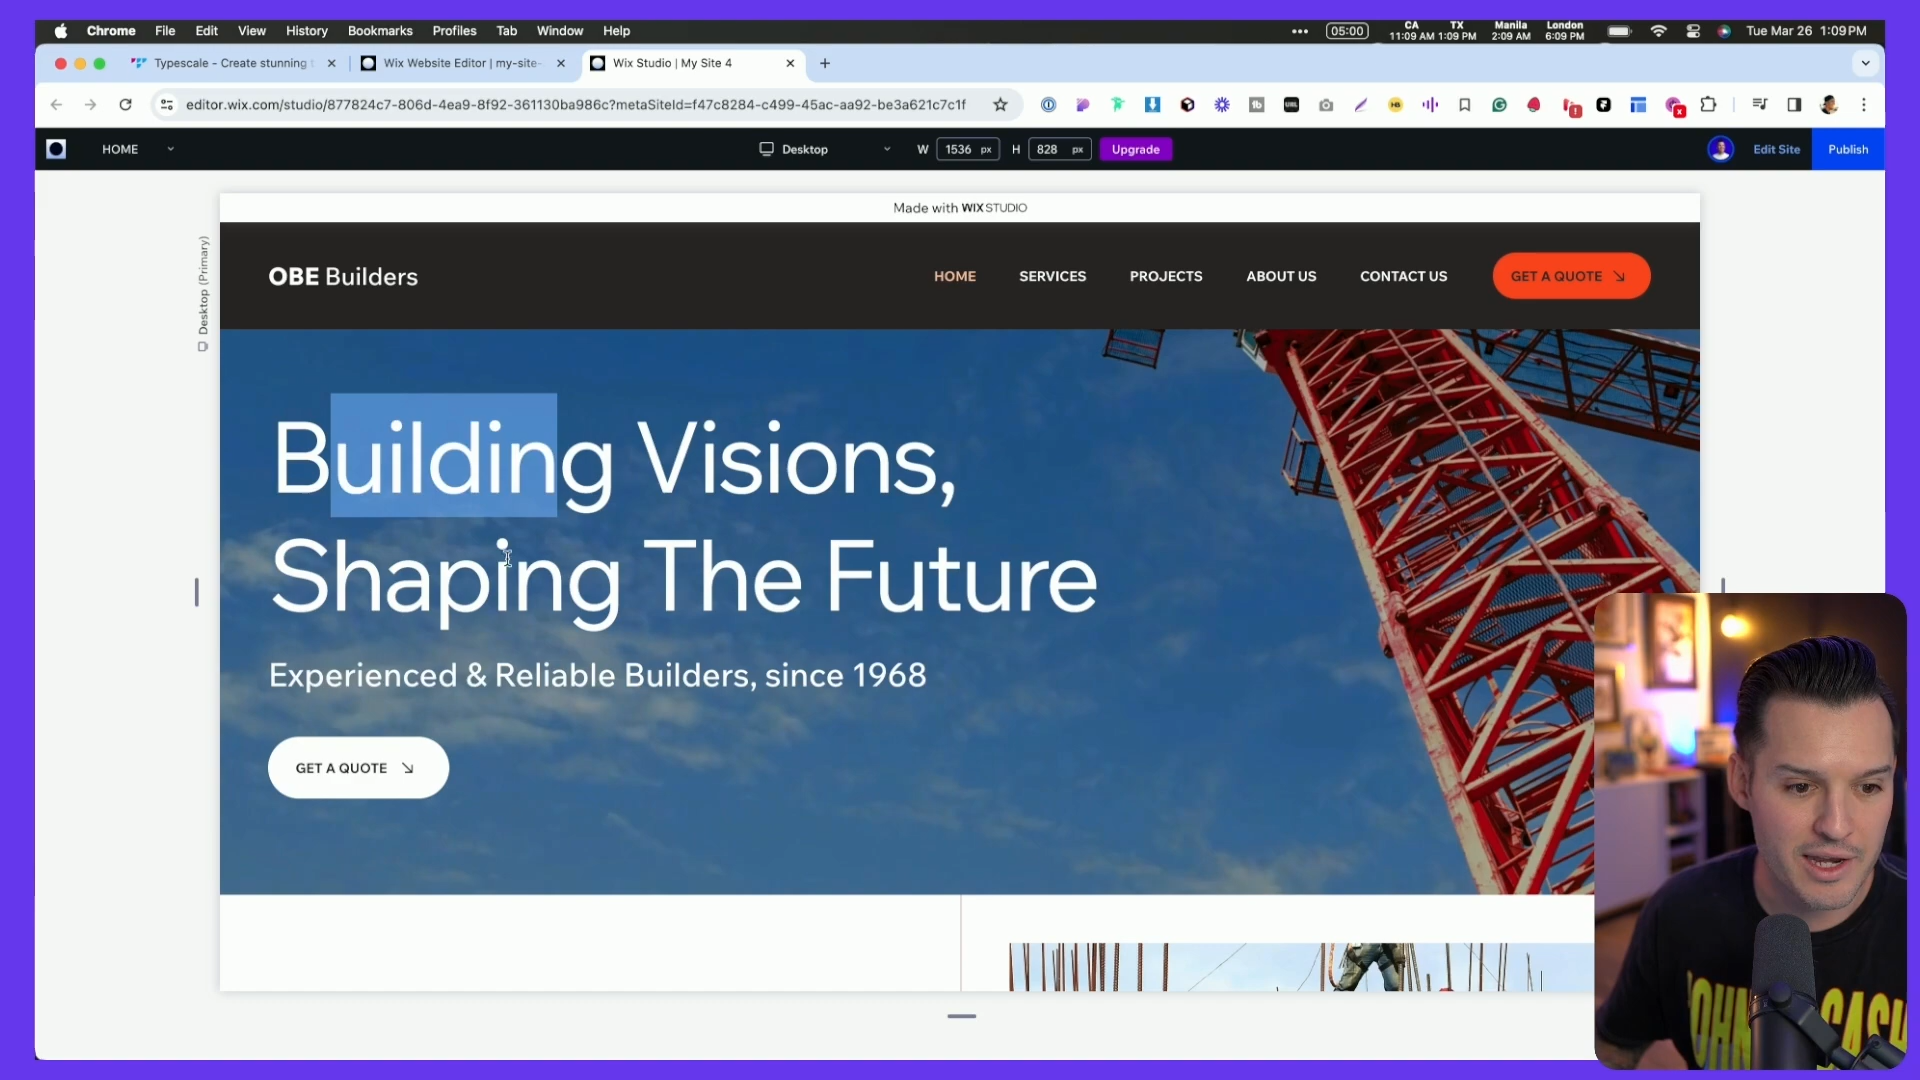 Chrome File Edit View History Bookmarks Profiles Tab Window Help
05:00
CA 11:09 AM
TX 1:09 PM
Manila 2:09 AM
London 6:09 PM
Tue Mar 26 1:09 PM
Typescale - Create stunning t
Wix Website Editor | my-site-
Wix Studio | My Site 4
editor.wix.com/studio/877824c7-806d-4ea9-8f92-361130ba986c?metaSiteId=f47c8284-c499-45ac-aa92-be3a621c7c1f
HOME
Desktop
W 1536 px H 828 px
Upgrade
Edit Site
Publish
Made with WIX STUDIO
Desktop (Primary)
OBE Builders
HOME SERVICES PROJECTS ABOUT US CONTACT US GET A QUOTE
Building Visions,
Shaping The Future
Experienced & Reliable Builders, since 1968
GET A QUOTE